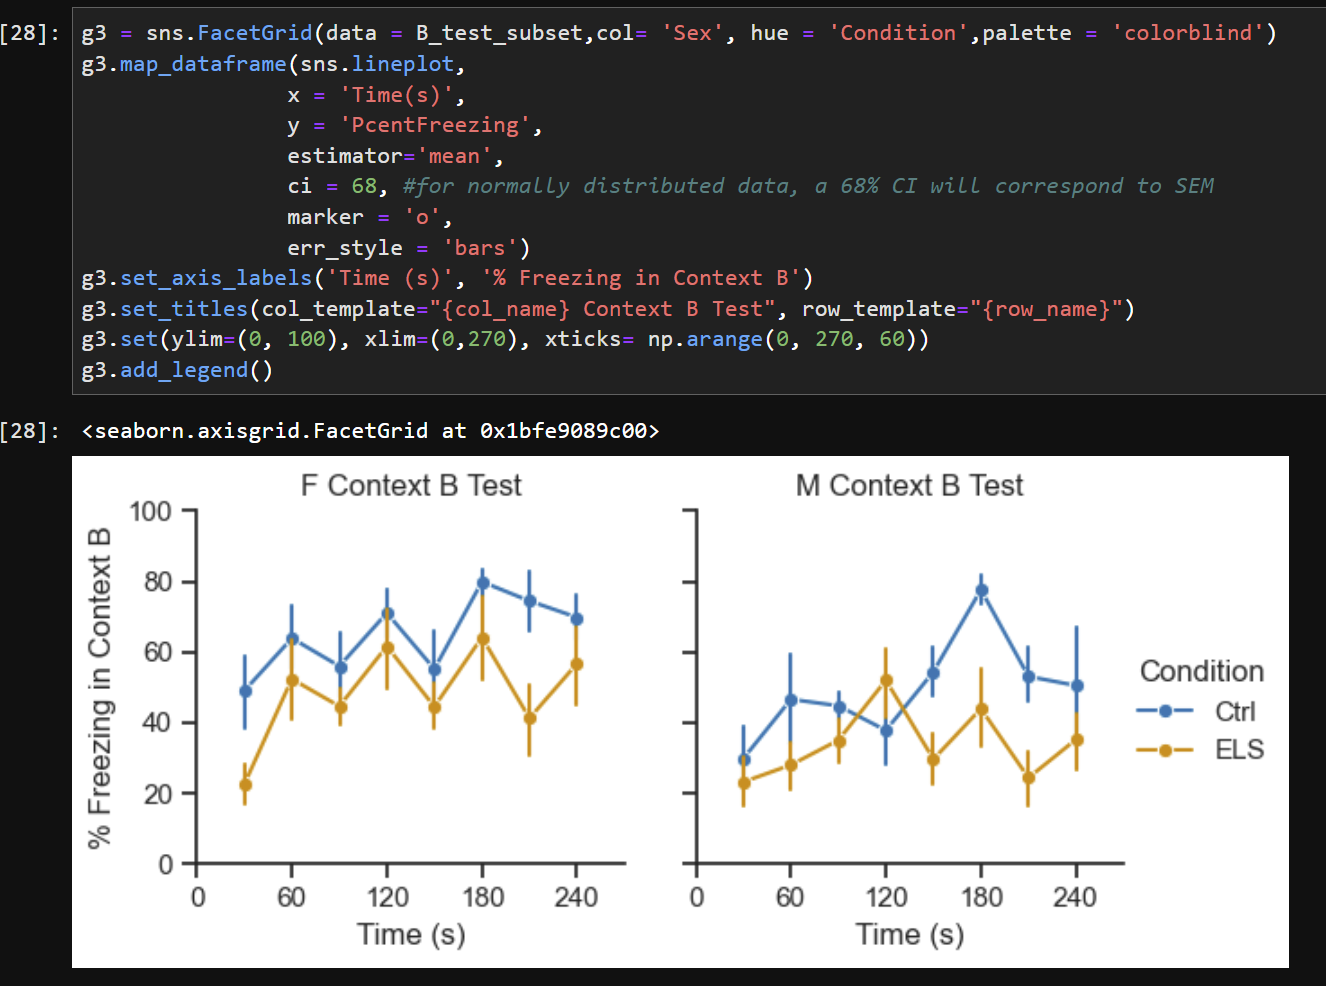 [28]: g3 = sns.FacetGrid(data = B_test_subset,col= 'Sex', hue = 'Condition',palette = 'colorblind')
g3.map_dataframe(sns.lineplot,
x = 'Time(s)',
y = 'PcentFreezing',
estimator='mean',
ci = 68, #for normally distributed data, a 68% CI will correspond to SEM
marker = 'o',
err_style = 'bars')
g3.set_axis_labels('Time (s)', '% Freezing in Context B')
g3.set_titles(col_template="{col_name} Context B Test", row_template="{row_name}")
g3.set(ylim=(0, 100), xlim=(0,270), xticks= np.arange(0, 270, 60))
g3.add_legend()
[28]: <seaborn.axisgrid.FacetGrid at 0x1bfe9089c00>
F Context B Test
% Freezing in Context B
100
80
60
40
20
0
0 60 120 180 240
Time (s)
M Context B Test
0 60 120 180 240
Time (s)
Condition
Ctrl
ELS